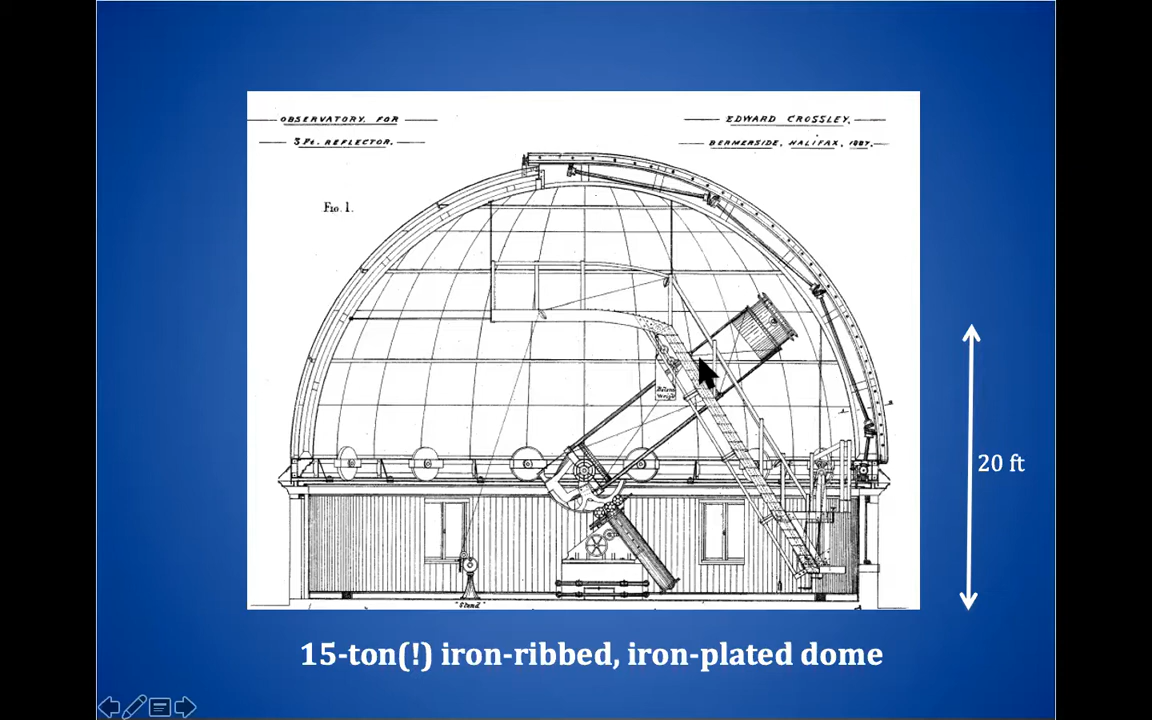 OBSERVATORY. FOR
3 Ft. REFLECTOR.
EDWARD CROSSLEY,
BERMERSIDE, HALIFAX, 1887.
Fig. 1.
20 ft
"Stand"
15-ton(!) iron-ribbed, iron-plated dome